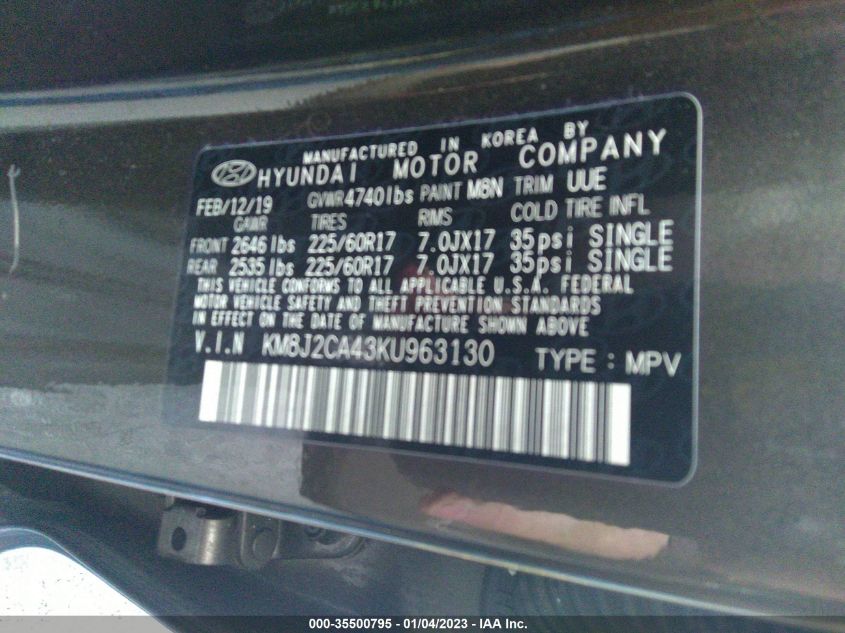 MANUFACTURED IN KOREA BY
HYUNDAI MOTOR COMPANY
FEB/12/19 GVWR4740lbs PAINT M8N TRIM UUE
GAWR TIRES RIMS COLD TIRE INFL
FRONT 2646 lbs 225/60R17 7.0JX17 35psi SINGLE
REAR 2535 lbs 225/60R17 7.0JX17 35psi SINGLE
THIS VEHICLE CONFORMS TO ALL APPLICABLE U.S.A. FEDERAL
MOTOR VEHICLE SAFETY AND THEFT PREVENTION STANDARDS
IN EFFECT ON THE DATE OF MANUFACTURE SHOWN ABOVE
V.I.N KM8J2CA43KU963130 TYPE : MPV
000-35500795 - 01/04/2023 - IAA Inc.